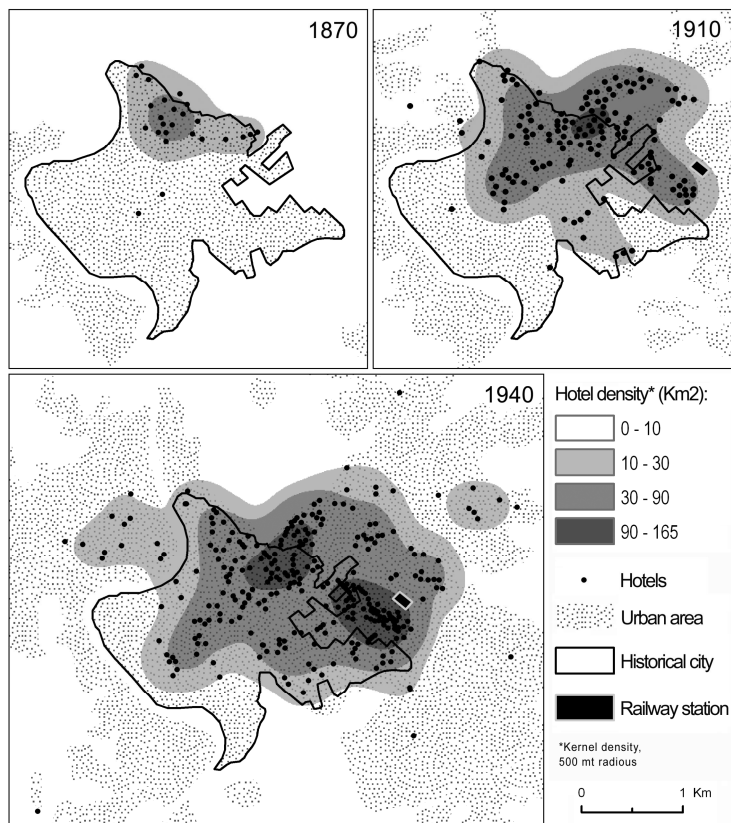 1870
1910
1940
Hotel density* (Km2):
0 - 10
10 - 30
30 - 90
90 - 165
Hotels
Urban area
Historical city
Railway station
*Kernel density,
500 mt radious
0 1 Km